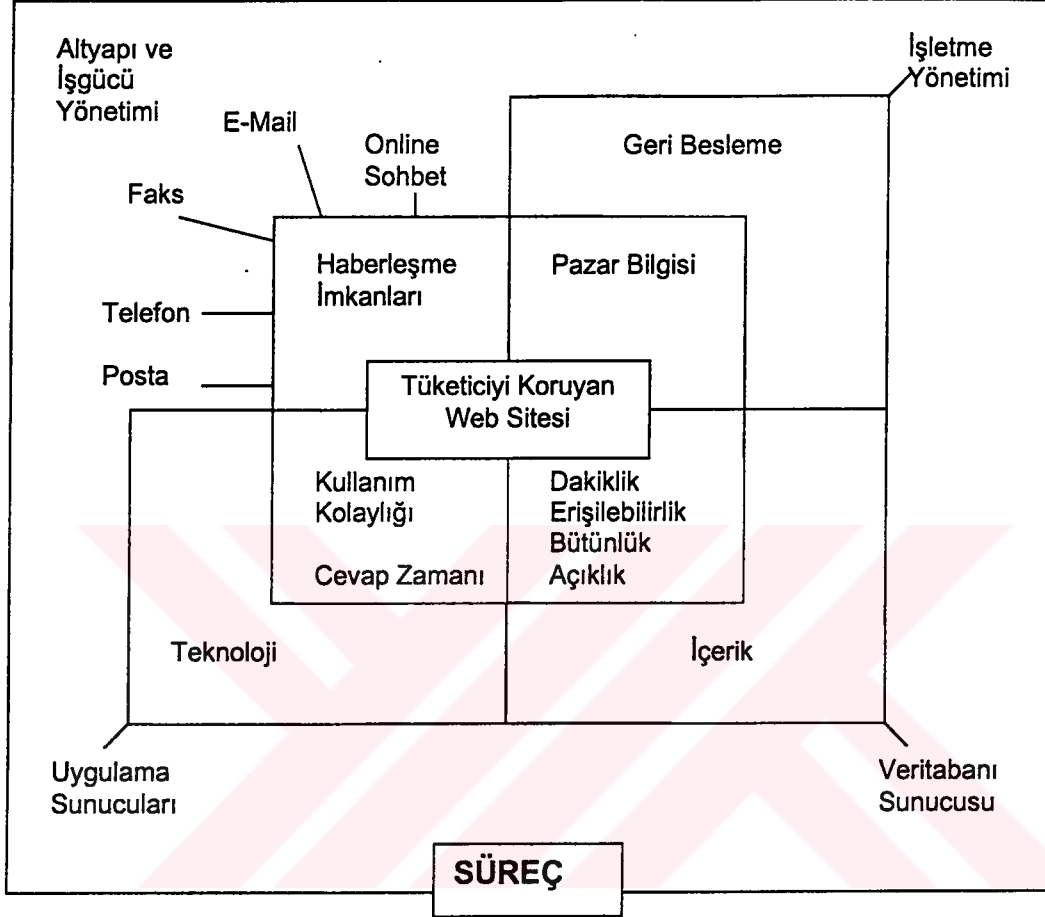 Altyapı ve
İşgücü
Yönetimi
İşletme
Yönetimi
E-Mail
Online
Sohbet
Geri Besleme
Faks
Haberleşme
İmkanları
Pazar Bilgisi
Telefon
Posta
Tüketiciyi Koruyan
Web Sitesi
Kullanım
Kolaylığı
Cevap Zamanı
Dakiklik
Erişilebilirlik
Bütünlük
Açıklık
Teknoloji
İçerik
Uygulama
Sunucuları
Veritabanı
Sunucusu
SÜREÇ